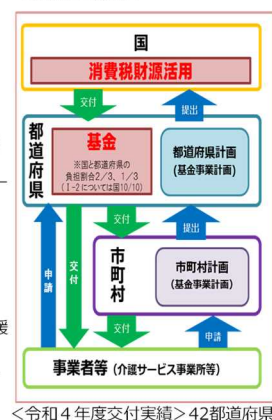 国
消費税財源活用
交付
提出
都道府県
基金
※国と都道府県の
負担割合2/3、1/3
(Ⅰ-2については国10/10)
都道府県計画
(基金事業計画)
申請
交付
交付
提出
市町村
市町村計画
(基金事業計画)
交付
申請
援
事業者等(介護サービス事業所等)
<令和4年度交付実績>42都道府県